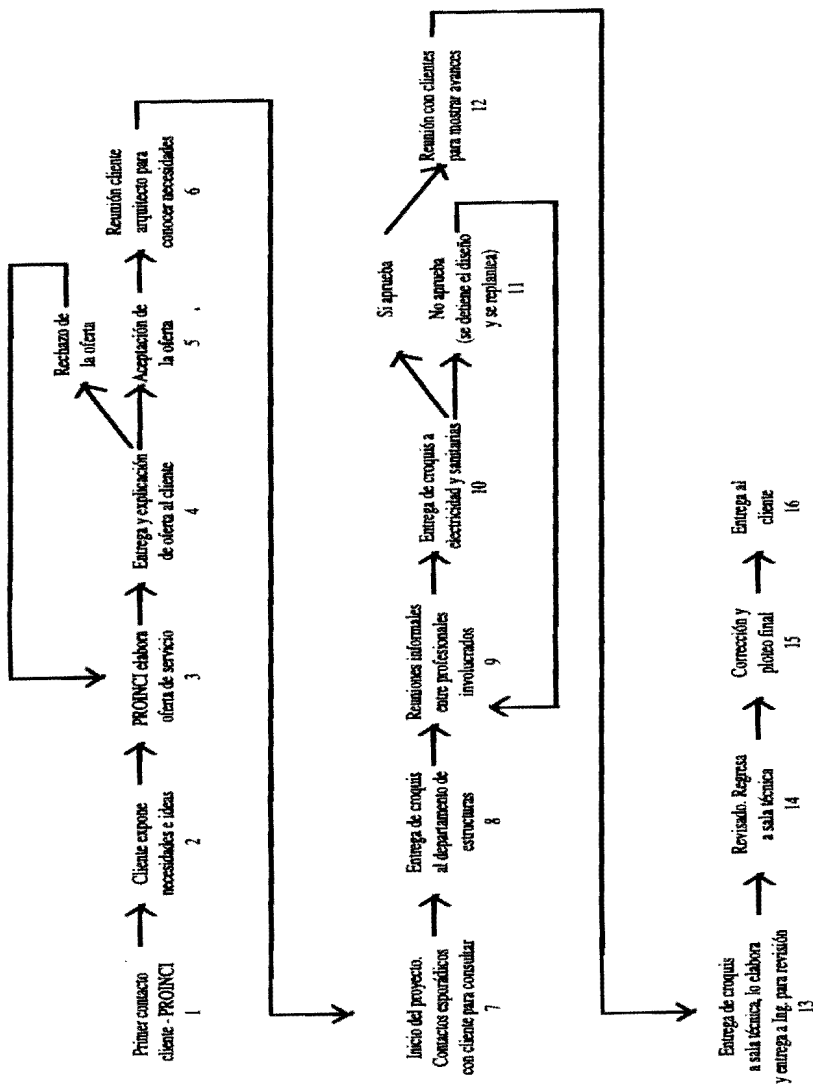 Primer contacto
cliente - PROINCI
1
Cliente expone
necesidades e ideas
2
PROINCI elabora
oferta de servicio
3
Entrega y explicación
de oferta al cliente
4
Rechazo de
la oferta
Aceptación de
la oferta
5
Reunión cliente
arquitecto para
conocer necesidades
6
Inicio del proyecto.
Contactos espurádicos
con cliente para consultar
7
Entrega de croquis
al departamento de
estructuras
8
Reuniones informales
entre profesionales
involucrados
9
Entrega de croquis a
electricidad y sanitarias
10
Si aprueba
No aprueba
(se detiene el diseño
y se replantea)
11
Reunión con clientes
para mostrar avances
12
Entrega de croquis
a sala técnica, lo elabora
y entrega a Ing. para revisión
13
Revisado. Regresa
a sala técnica
14
Corrección y
ploteo final
15
Entrega al
cliente
16